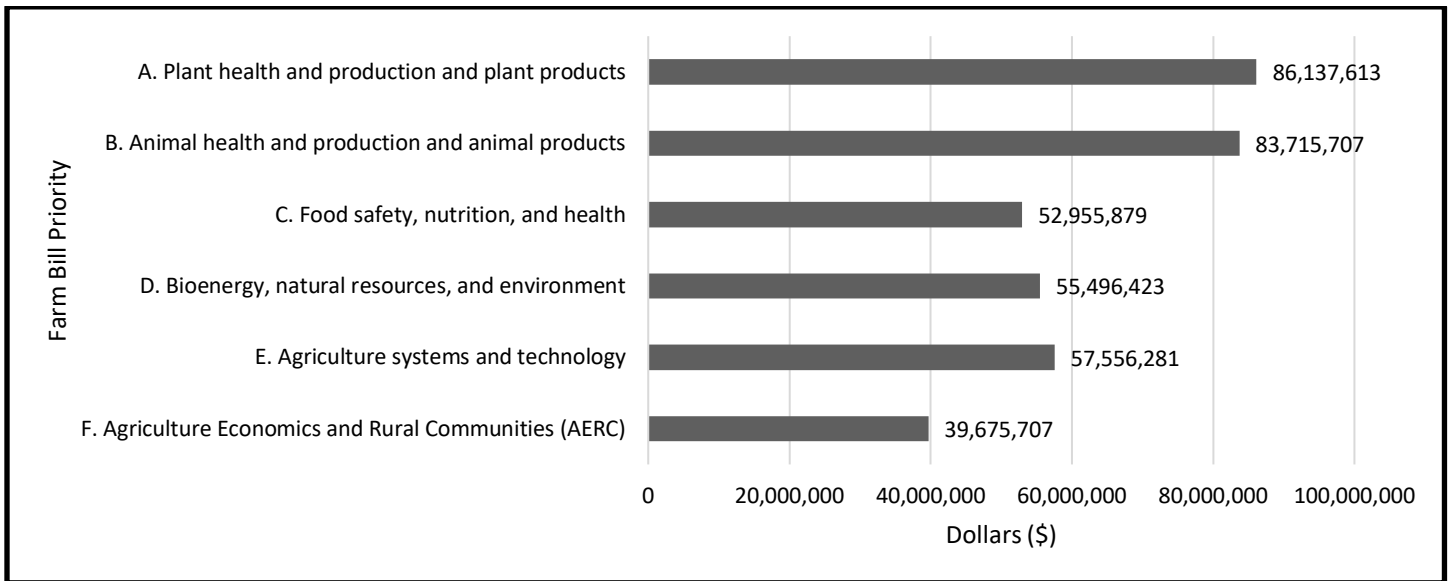 Farm Bill Priority
A. Plant health and production and plant products
86,137,613
B. Animal health and production and animal products
83,715,707
C. Food safety, nutrition, and health
52,955,879
D. Bioenergy, natural resources, and environment
55,496,423
E. Agriculture systems and technology
57,556,281
F. Agriculture Economics and Rural Communities (AERC)
39,675,707
0
20,000,000
40,000,000
60,000,000
80,000,000
100,000,000
Dollars ($)